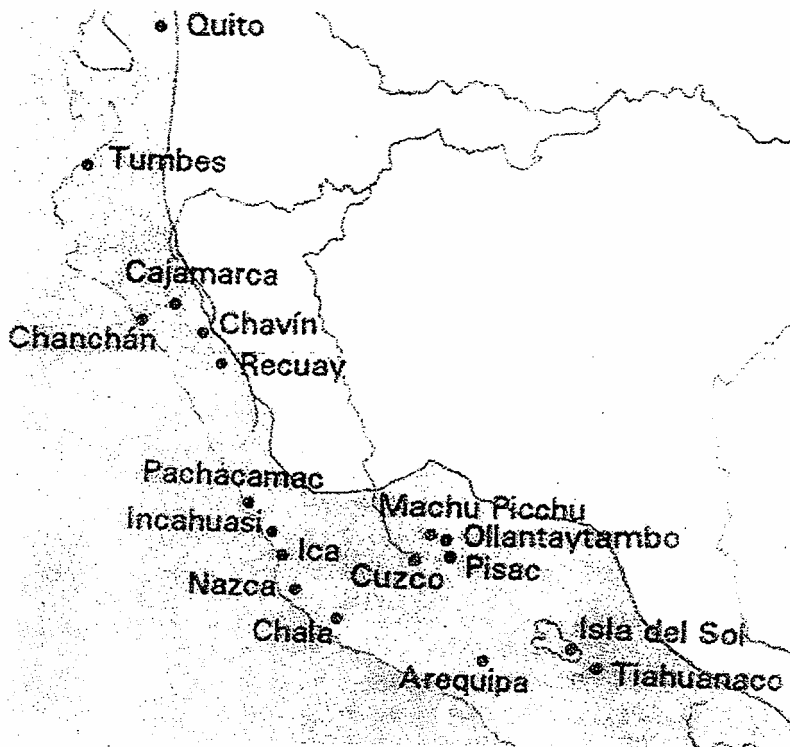 Quito
Tumbes
Cajamarca
Chanchán
Chavín
Recuay
Pachacamac
Machu Picchu
Incahuasi
Ollantaytambo
Ica
Cuzco
Pisac
Nazca
Chala
Isla del Sol
Arequipa
Tiahuanaco